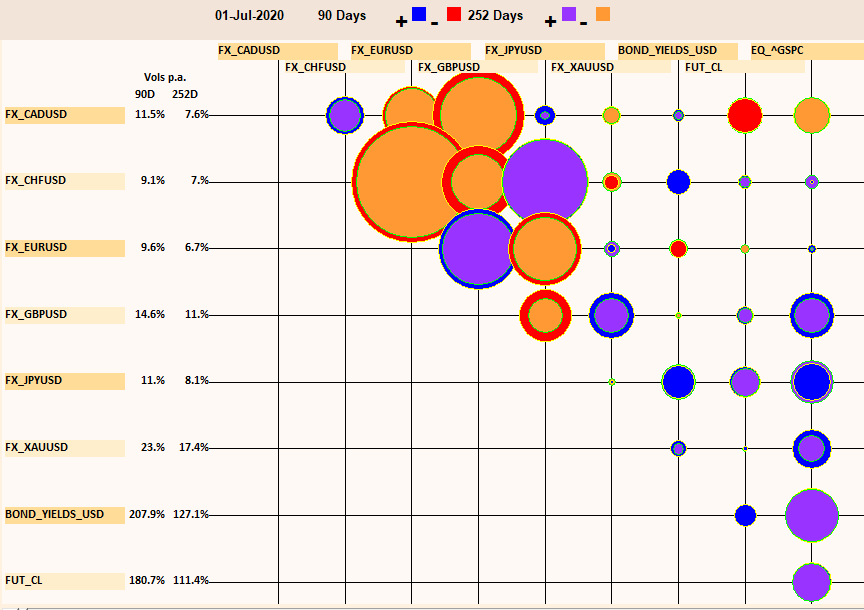 01-Jul-2020 90 Days + - 252 Days + -
FX_CADUSD FX_EURUSD FX_JPYUSD BOND_YIELDS_USD EQ_^GSPC
FX_CHFUSD FX_GBPUSD FX_XAUUSD FUT_CL
Vols p.a.
90D 252D
FX_CADUSD 11.5% 7.6%
FX_CHFUSD 9.1% 7.%
FX_EURUSD 9.6% 6.7%
FX_GBPUSD 14.6% 11.%
FX_JPYUSD 11.% 8.1%
FX_XAUUSD 23.% 17.4%
BOND_YIELDS_USD 207.9% 127.1%
FUT_CL 180.7% 111.4%